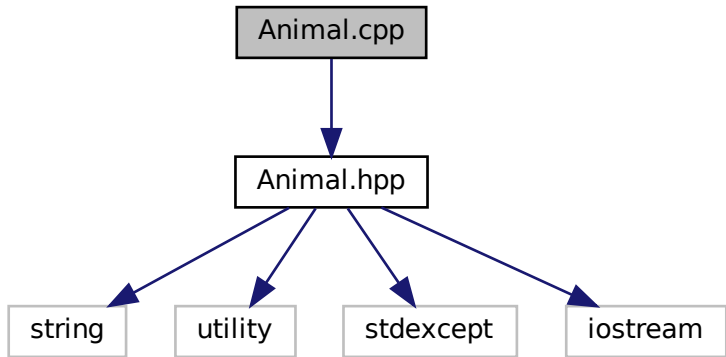 Animal.cpp
Animal.hpp
string
utility
stdexcept
iostream